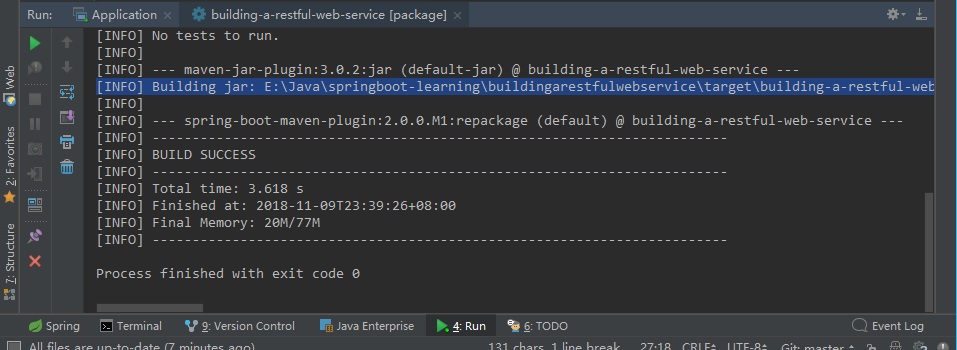 Run: Application × building-a-restful-web-service [package] ×
[INFO] No tests to run.
[INFO]
[INFO] --- maven-jar-plugin:3.0.2:jar (default-jar) @ building-a-restful-web-service ---
[INFO] Building jar: E:\Java\springboot-learning\buildingarestfulwebservice\target\building-a-restful-web
[INFO]
[INFO] --- spring-boot-maven-plugin:2.0.0.M1:repackage (default) @ building-a-restful-web-service ---
[INFO] ------------------------------------------------------------------------
[INFO] BUILD SUCCESS
[INFO] ------------------------------------------------------------------------
[INFO] Total time: 3.618 s
[INFO] Finished at: 2018-11-09T23:39:26+08:00
[INFO] Final Memory: 20M/77M
[INFO] ------------------------------------------------------------------------
Process finished with exit code 0
Web
2: Favorites
7: Structure
Spring Terminal 9: Version Control Java Enterprise 4: Run 6: TODO Event Log
All files are up-to-date (7 minutes ago) 131 chars, 1 line break 27:18 CRLF UTF-8 Git: master